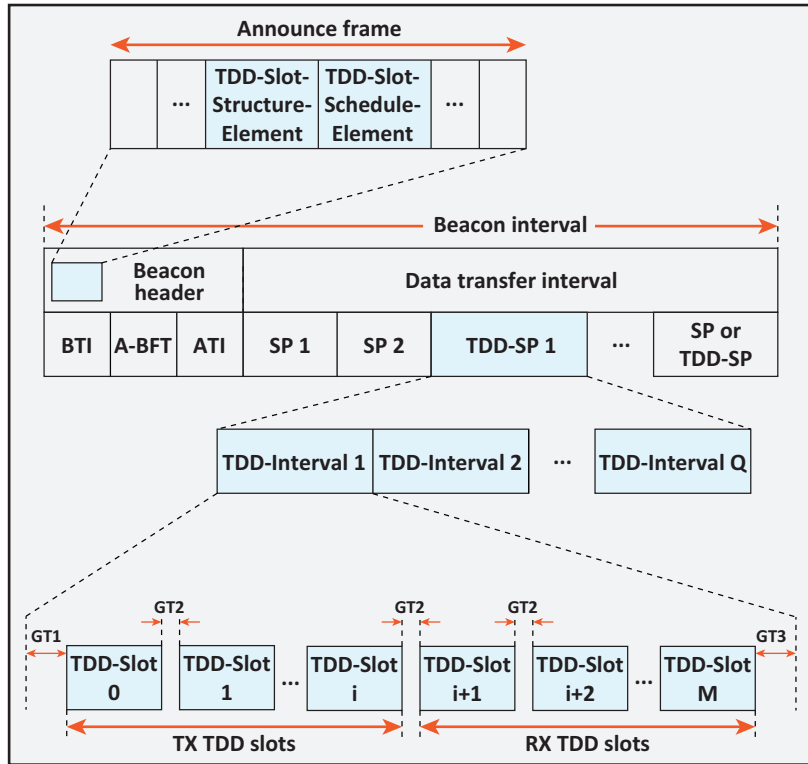 Announce frame
...
TDD-Slot-
Structure-
Element
TDD-Slot-
Schedule-
Element
...
Beacon interval
Beacon
header
Data transfer interval
BTI
A-BFT
ATI
SP 1
SP 2
TDD-SP 1
...
SP or
TDD-SP
TDD-Interval 1
TDD-Interval 2
...
TDD-Interval Q
GT1
GT2
GT2
GT2
GT3
TDD-Slot
0
TDD-Slot
1
...
TDD-Slot
i
TDD-Slot
i+1
TDD-Slot
i+2
...
TDD-Slot
M
TX TDD slots
RX TDD slots